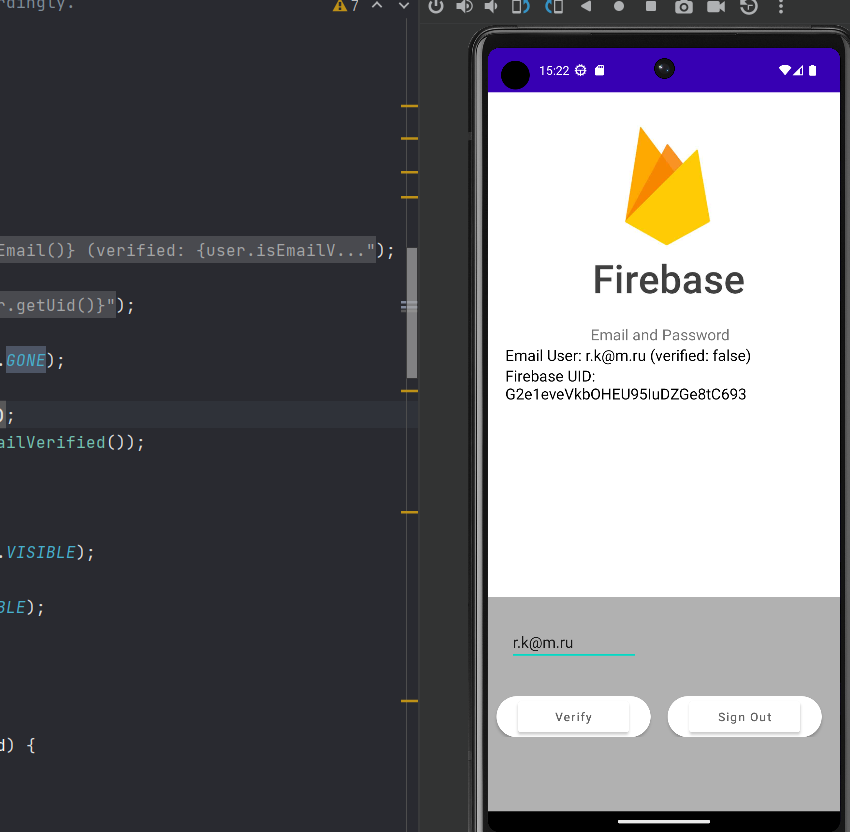 rdingly.
7
Email()} (verified: {user.isEmailV...");
r.getUid()}");
.GONE);
);
ailVerified());
.VISIBLE);
BLE);
d) {
15:22
Firebase
Email and Password
Email User: r.k@m.ru (verified: false)
Firebase UID:
G2e1eveVkbOHEU95IuDZGe8tC693
r.k@m.ru
Verify
Sign Out